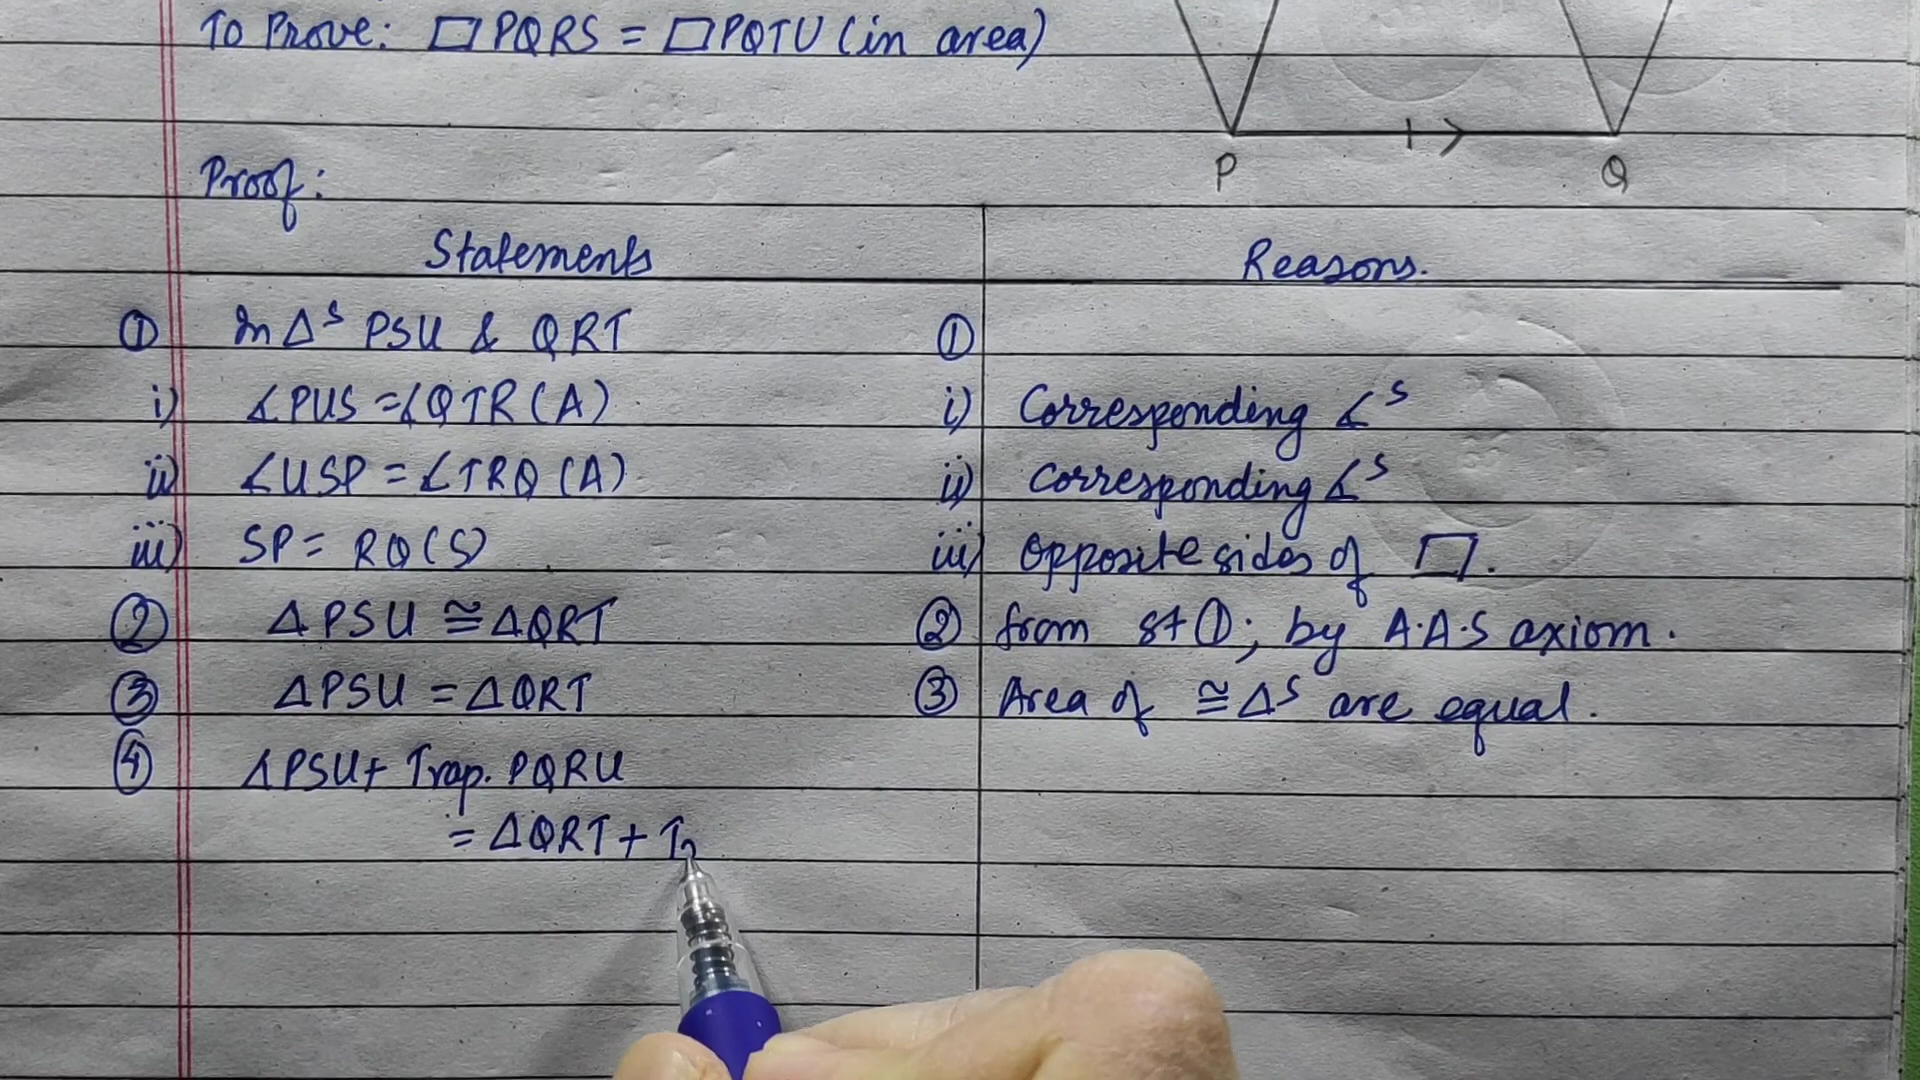 To Prove: ▱PQRS = ▱PQTU (in area)
P Q
Proof:
Statements Reasons.
① In Δˢ PSU & QRT ①
i) ∡PUS = ∡QTR (A) i) Corresponding ∡ˢ
ii) ∡USP = ∡TRQ (A) ii) Corresponding ∡ˢ
iii) SP = RQ (S) iii) Opposite sides of ▱.
② ΔPSU ≅ ΔQRT ② from st ①; by A.A.S axiom.
③ ΔPSU = ΔQRT ③ Area of ≅ Δˢ are equal.
④ ΔPSU + Trap. PQRU
= ΔQRT + Tr